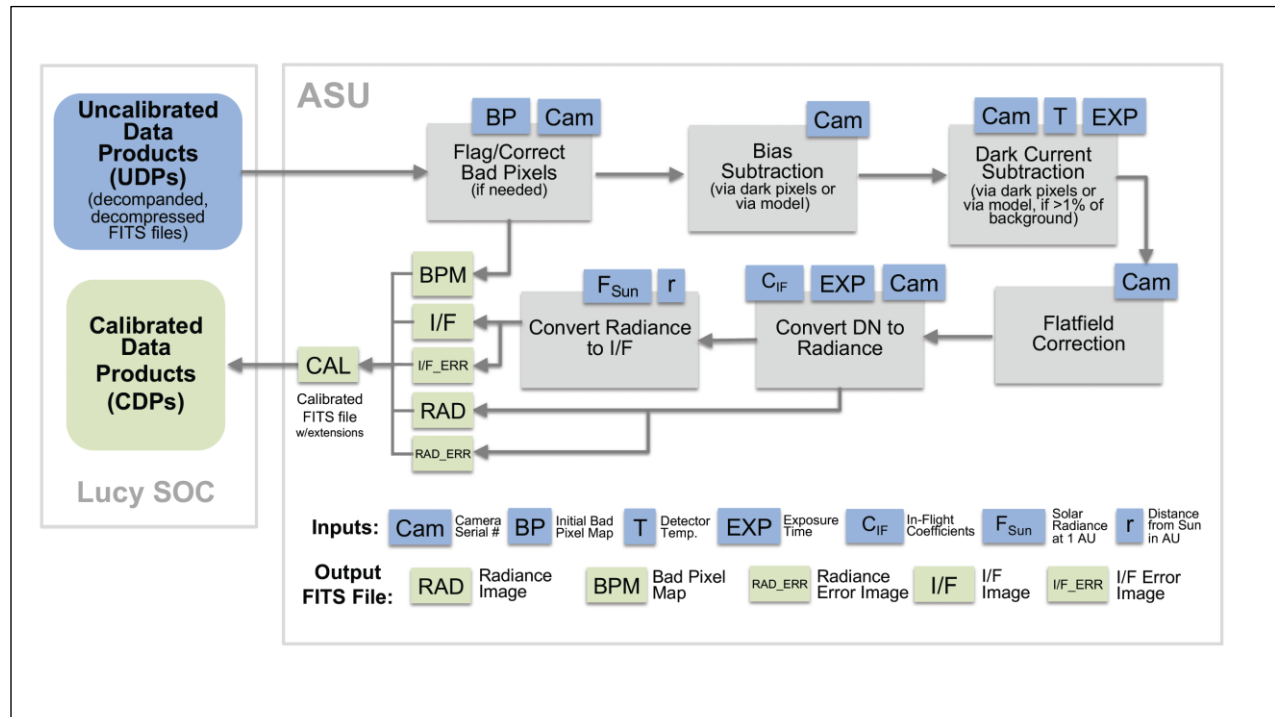 Uncalibrated
Data
Products
(UDPs)
(decompanded,
decompressed
FITS files)
Calibrated
Data
Products
(CDPs)
Lucy SOC
ASU
BP
Cam
Flag/Correct
Bad Pixels
(if needed)
Cam
Bias
Subtraction
(via dark pixels or
via model)
Cam
T
EXP
Dark Current
Subtraction
(via dark pixels or
via model, if >1% of
background)
Cam
Flatfield
Correction
C_IF
EXP
Cam
Convert DN to
Radiance
F_Sun
r
Convert Radiance
to I/F
BPM
I/F
I/F_ERR
RAD
RAD_ERR
CAL
Calibrated
FITS file
w/extensions
Inputs:
Cam
Camera
Serial #
BP
Initial Bad
Pixel Map
T
Detector
Temp.
EXP
Exposure
Time
C_IF
In-Flight
Coefficients
F_Sun
Solar
Radiance
at 1 AU
r
Distance
from Sun
in AU
Output
FITS File:
RAD
Radiance
Image
BPM
Bad Pixel
Map
RAD_ERR
Radiance
Error Image
I/F
I/F
Image
I/F_ERR
I/F Error
Image